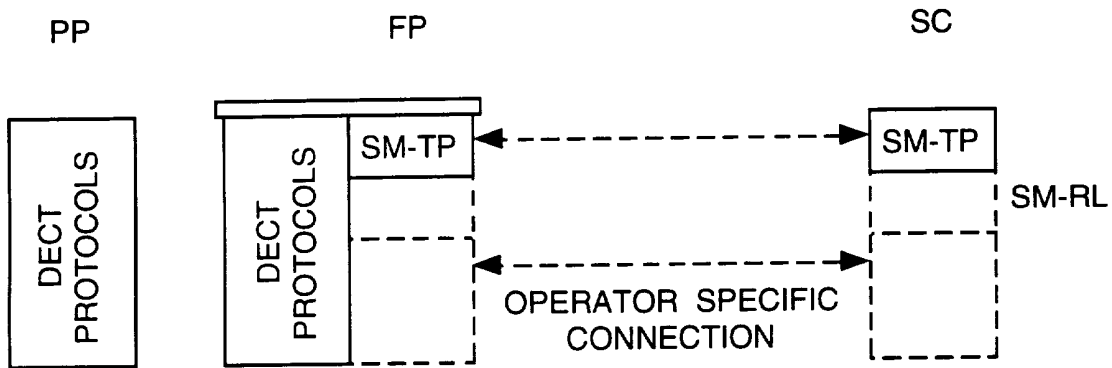 PP
FP
SC
DECT
PROTOCOLS
DECT
PROTOCOLS
SM-TP
SM-TP
SM-RL
OPERATOR SPECIFIC
CONNECTION